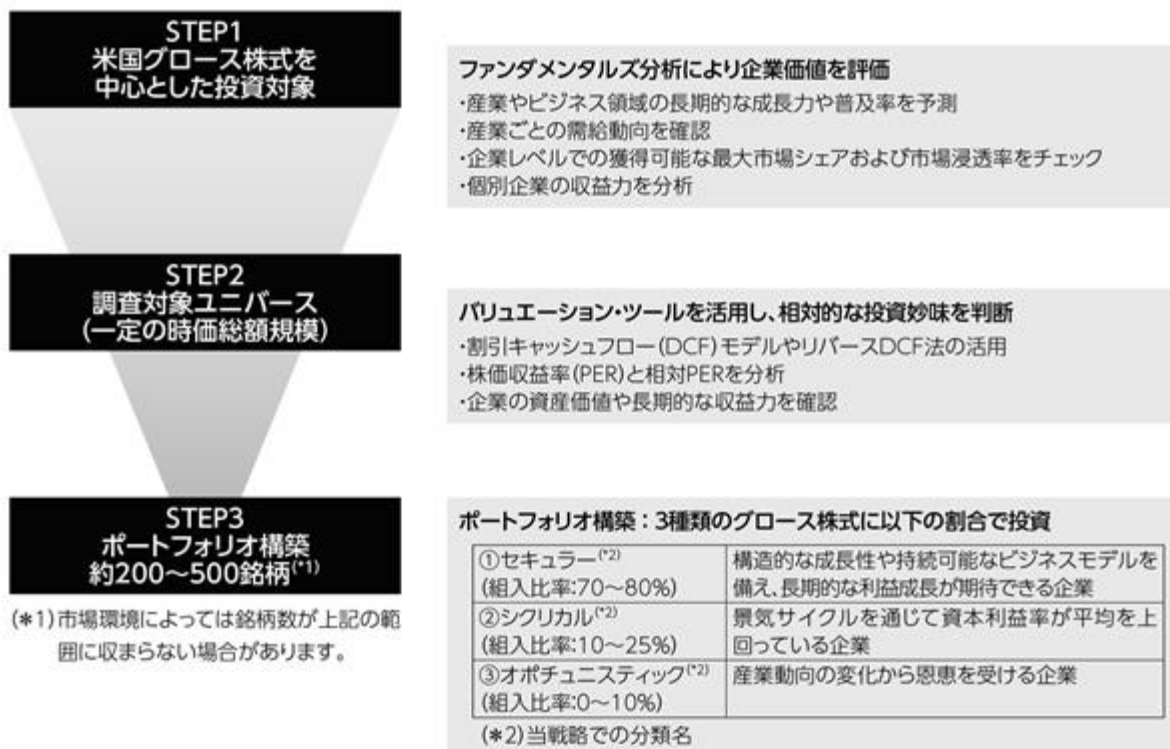 STEP1
米国グロース株式を
中心とした投資対象
ファンダメンタルズ分析により企業価値を評価
・産業やビジネス領域の長期的な成長力や普及率を予測
・産業ごとの需給動向を確認
・企業レベルでの獲得可能な最大市場シェアおよび市場浸透率をチェック
・個別企業の収益力を分析
STEP2
調査対象ユニバース
(一定の時価総額規模)
バリュエーション・ツールを活用し、相対的な投資妙味を判断
・割引キャッシュフロー(DCF)モデルやリバースDCF法の活用
・株価収益率(PER)と相対PERを分析
・企業の資産価値や長期的な収益力を確認
STEP3
ポートフォリオ構築
約200～500銘柄(*1)
(*1)市場環境によっては銘柄数が上記の範
囲に収まらない場合があります。
ポートフォリオ構築：3種類のグロース株式に以下の割合で投資
①セキュラー(*2)
(組入比率:70～80%)
構造的な成長性や持続可能なビジネスモデルを
備え、長期的な利益成長が期待できる企業
②シクリカル(*2)
(組入比率:10～25%)
景気サイクルを通じて資本利益率が平均を上
回っている企業
③オポチュニスティック(*2)
(組入比率:0～10%)
産業動向の変化から恩恵を受ける企業
(*2)当戦略での分類名